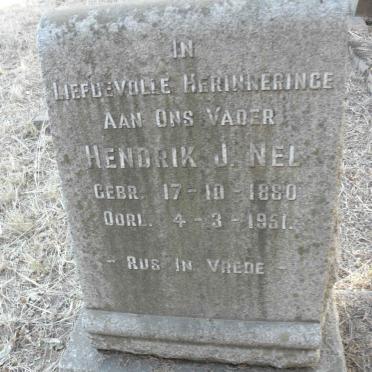 IN
LIEFDEVOLLE HERINNERINGE
AAN ONS VADER
HENDRIK J. NEL
GEBR. 17-10-1880
OORL. 4-3-1951.
- RUS IN VREDE -